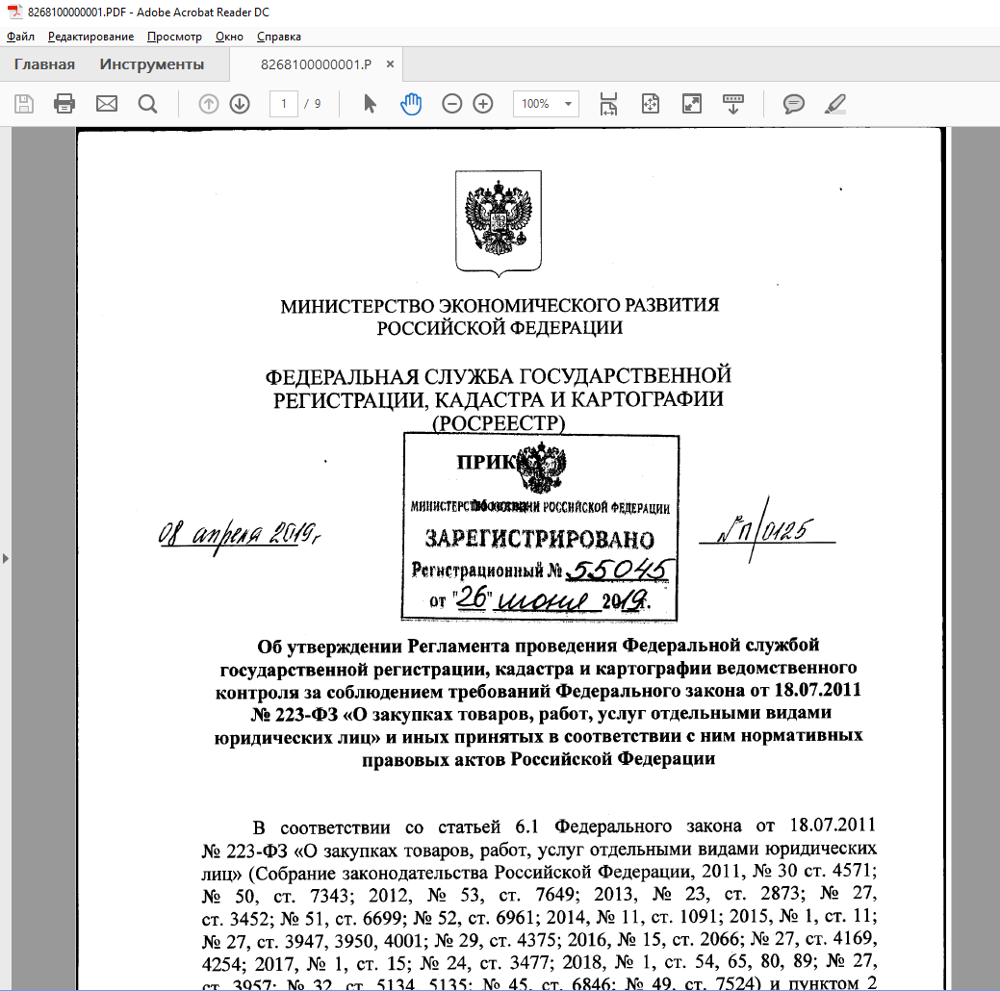 8268100000001.PDF - Adobe Acrobat Reader DC
Файл Редактирование Просмотр Окно Справка
Главная Инструменты 8268100000001.P ×
1 / 9 100%
МИНИСТЕРСТВО ЭКОНОМИЧЕСКОГО РАЗВИТИЯ
РОССИЙСКОЙ ФЕДЕРАЦИИ
ФЕДЕРАЛЬНАЯ СЛУЖБА ГОСУДАРСТВЕННОЙ
РЕГИСТРАЦИИ, КАДАСТРА И КАРТОГРАФИИ
(РОСРЕЕСТР)
ПРИК
МИНИСТЕРСТВО ЮСТИЦИИ РОССИЙСКОЙ ФЕДЕРАЦИИ
ЗАРЕГИСТРИРОВАНО
Регистрационный № 55045
от "26" июня 2019г.
08 апреля 2019г
№ П/0125
Об утверждении Регламента проведения Федеральной службой
государственной регистрации, кадастра и картографии ведомственного
контроля за соблюдением требований Федерального закона от 18.07.2011
№ 223-ФЗ «О закупках товаров, работ, услуг отдельными видами
юридических лиц» и иных принятых в соответствии с ним нормативных
правовых актов Российской Федерации
В соответствии со статьей 6.1 Федерального закона от 18.07.2011
№ 223-ФЗ «О закупках товаров, работ, услуг отдельными видами юридических
лиц» (Собрание законодательства Российской Федерации, 2011, № 30 ст. 4571;
№ 50, ст. 7343; 2012, № 53, ст. 7649; 2013, № 23, ст. 2873; № 27,
ст. 3452; № 51, ст. 6699; № 52, ст. 6961; 2014, № 11, ст. 1091; 2015, № 1, ст. 11;
№ 27, ст. 3947, 3950, 4001; № 29, ст. 4375; 2016, № 15, ст. 2066; № 27, ст. 4169,
4254; 2017, № 1, ст. 15; № 24, ст. 3477; 2018, № 1, ст. 54, 65, 80, 89; № 27,
ст. 3957; № 32, ст. 5134, 5135; № 45, ст. 6846; № 49, ст. 7524) и пунктом 2